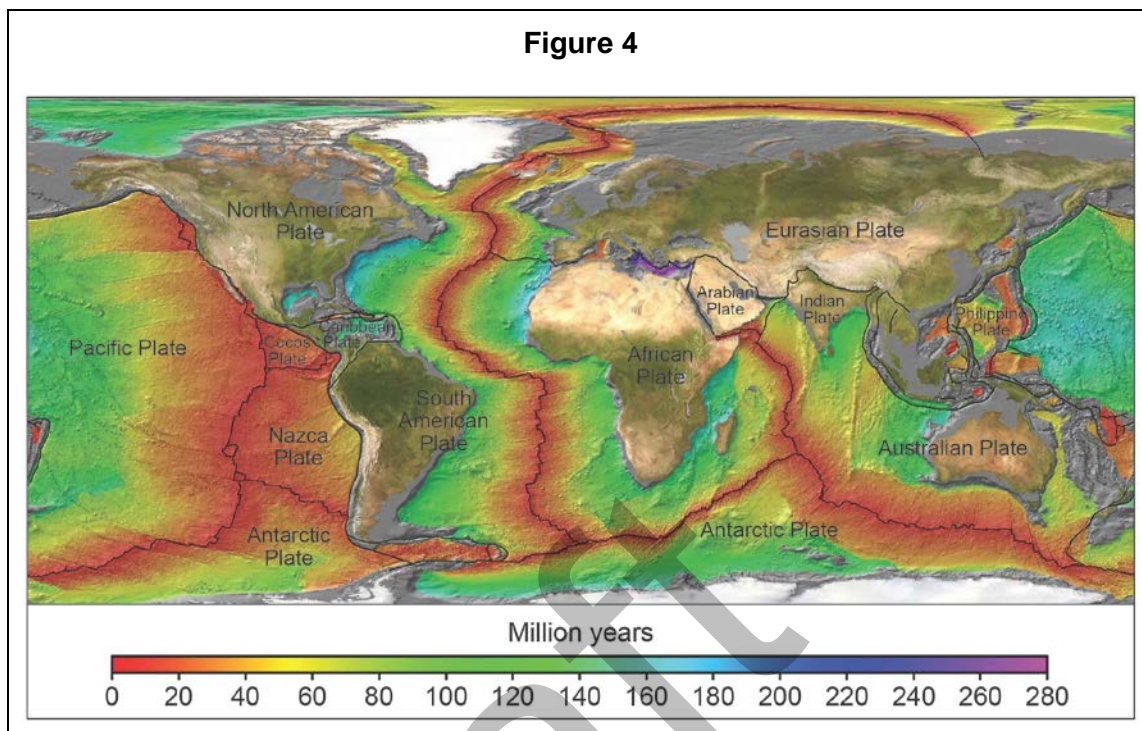 Figure 4
North American
Plate
Eurasian Plate
Arabian
Plate
Indian
Plate
Philippine
Plate
Pacific Plate
Caribbean
Plate
Cocos
Plate
African
Plate
South
American
Plate
Nazca
Plate
Australian Plate
Antarctic
Plate
Antarctic Plate
Million years
0 20 40 60 80 100 120 140 160 180 200 220 240 260 280